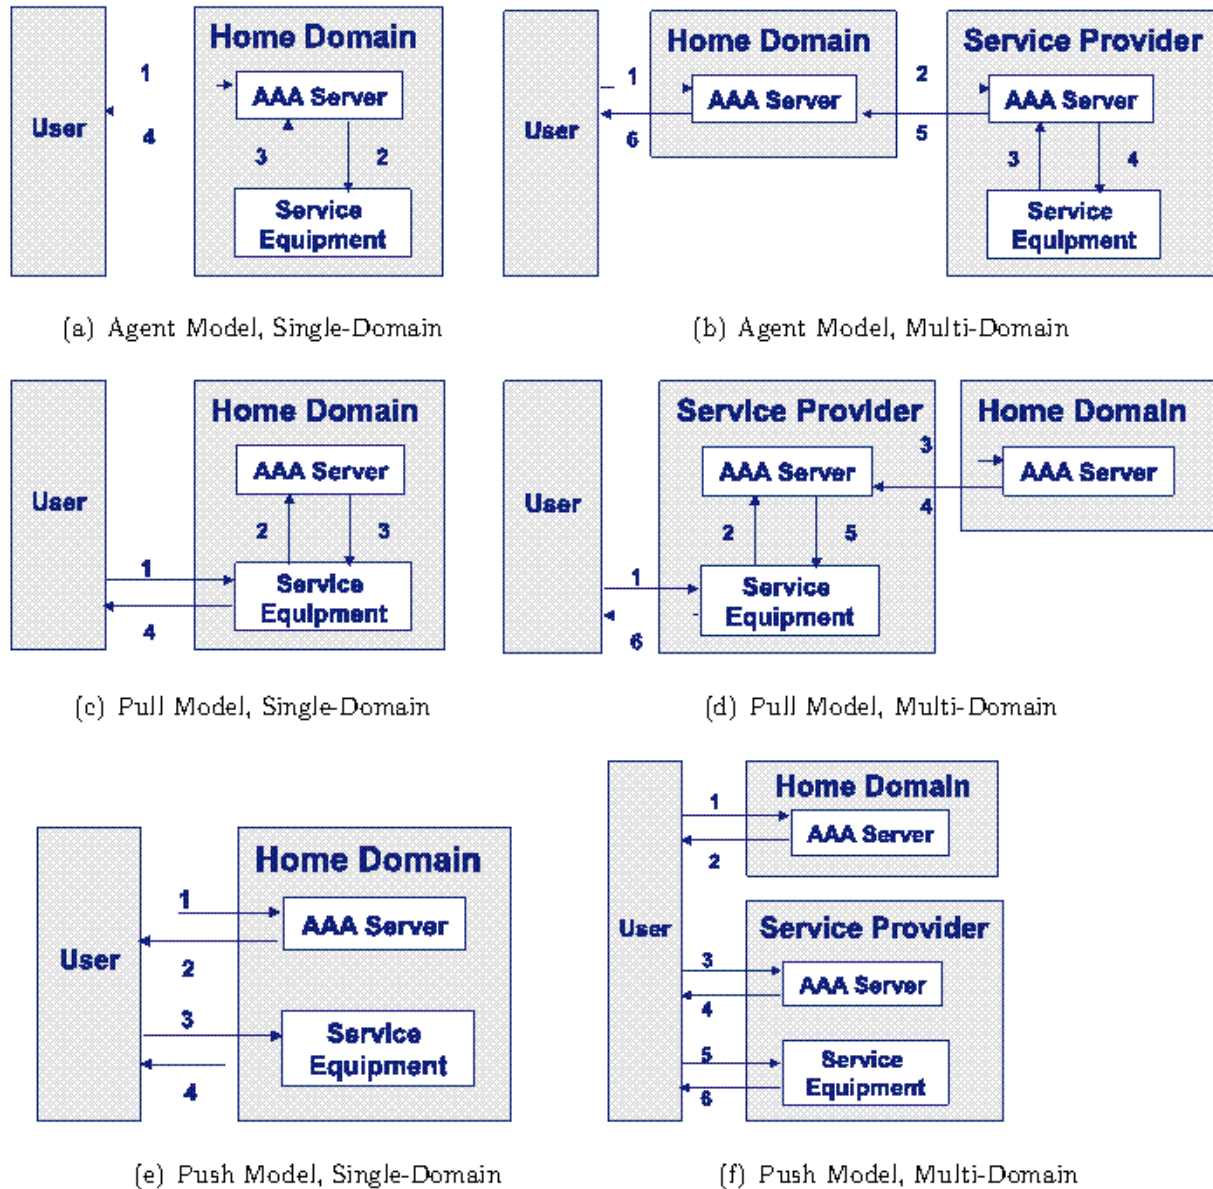 Home Domain
1
AAA Server
User
4
3
2
Service
Equipment
(a) Agent Model, Single-Domain
Home Domain
Service Provider
1
2
AAA Server
AAA Server
User
6
5
3
4
Service
Equipment
(b) Agent Model, Multi-Domain
Home Domain
AAA Server
User
2
3
1
Service
Equipment
4
(c) Pull Model, Single-Domain
Service Provider
Home Domain
3
AAA Server
AAA Server
User
4
2
5
1
Service
Equipment
6
(d) Pull Model, Multi-Domain
Home Domain
1
AAA Server
User
2
3
Service
Equipment
4
(e) Push Model, Single-Domain
Home Domain
1
AAA Server
2
User
Service Provider
3
AAA Server
4
5
Service
Equipment
6
(f) Push Model, Multi-Domain